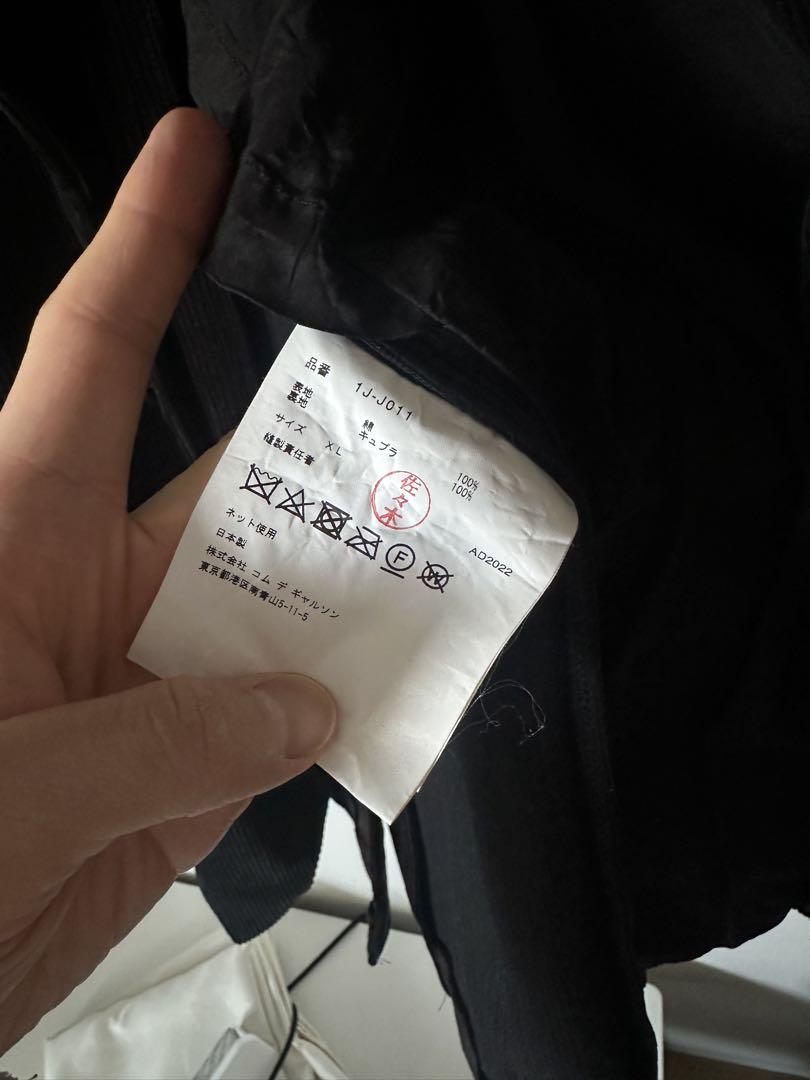 品番 1J-J011
表地 綿 100%
裏地 キュプラ 100%
サイズ XL
縫製責任者 佐々木
F
W
AD2022
ネット使用
日本製
株式会社 コム デ ギャルソン
東京都港区南青山5-11-5